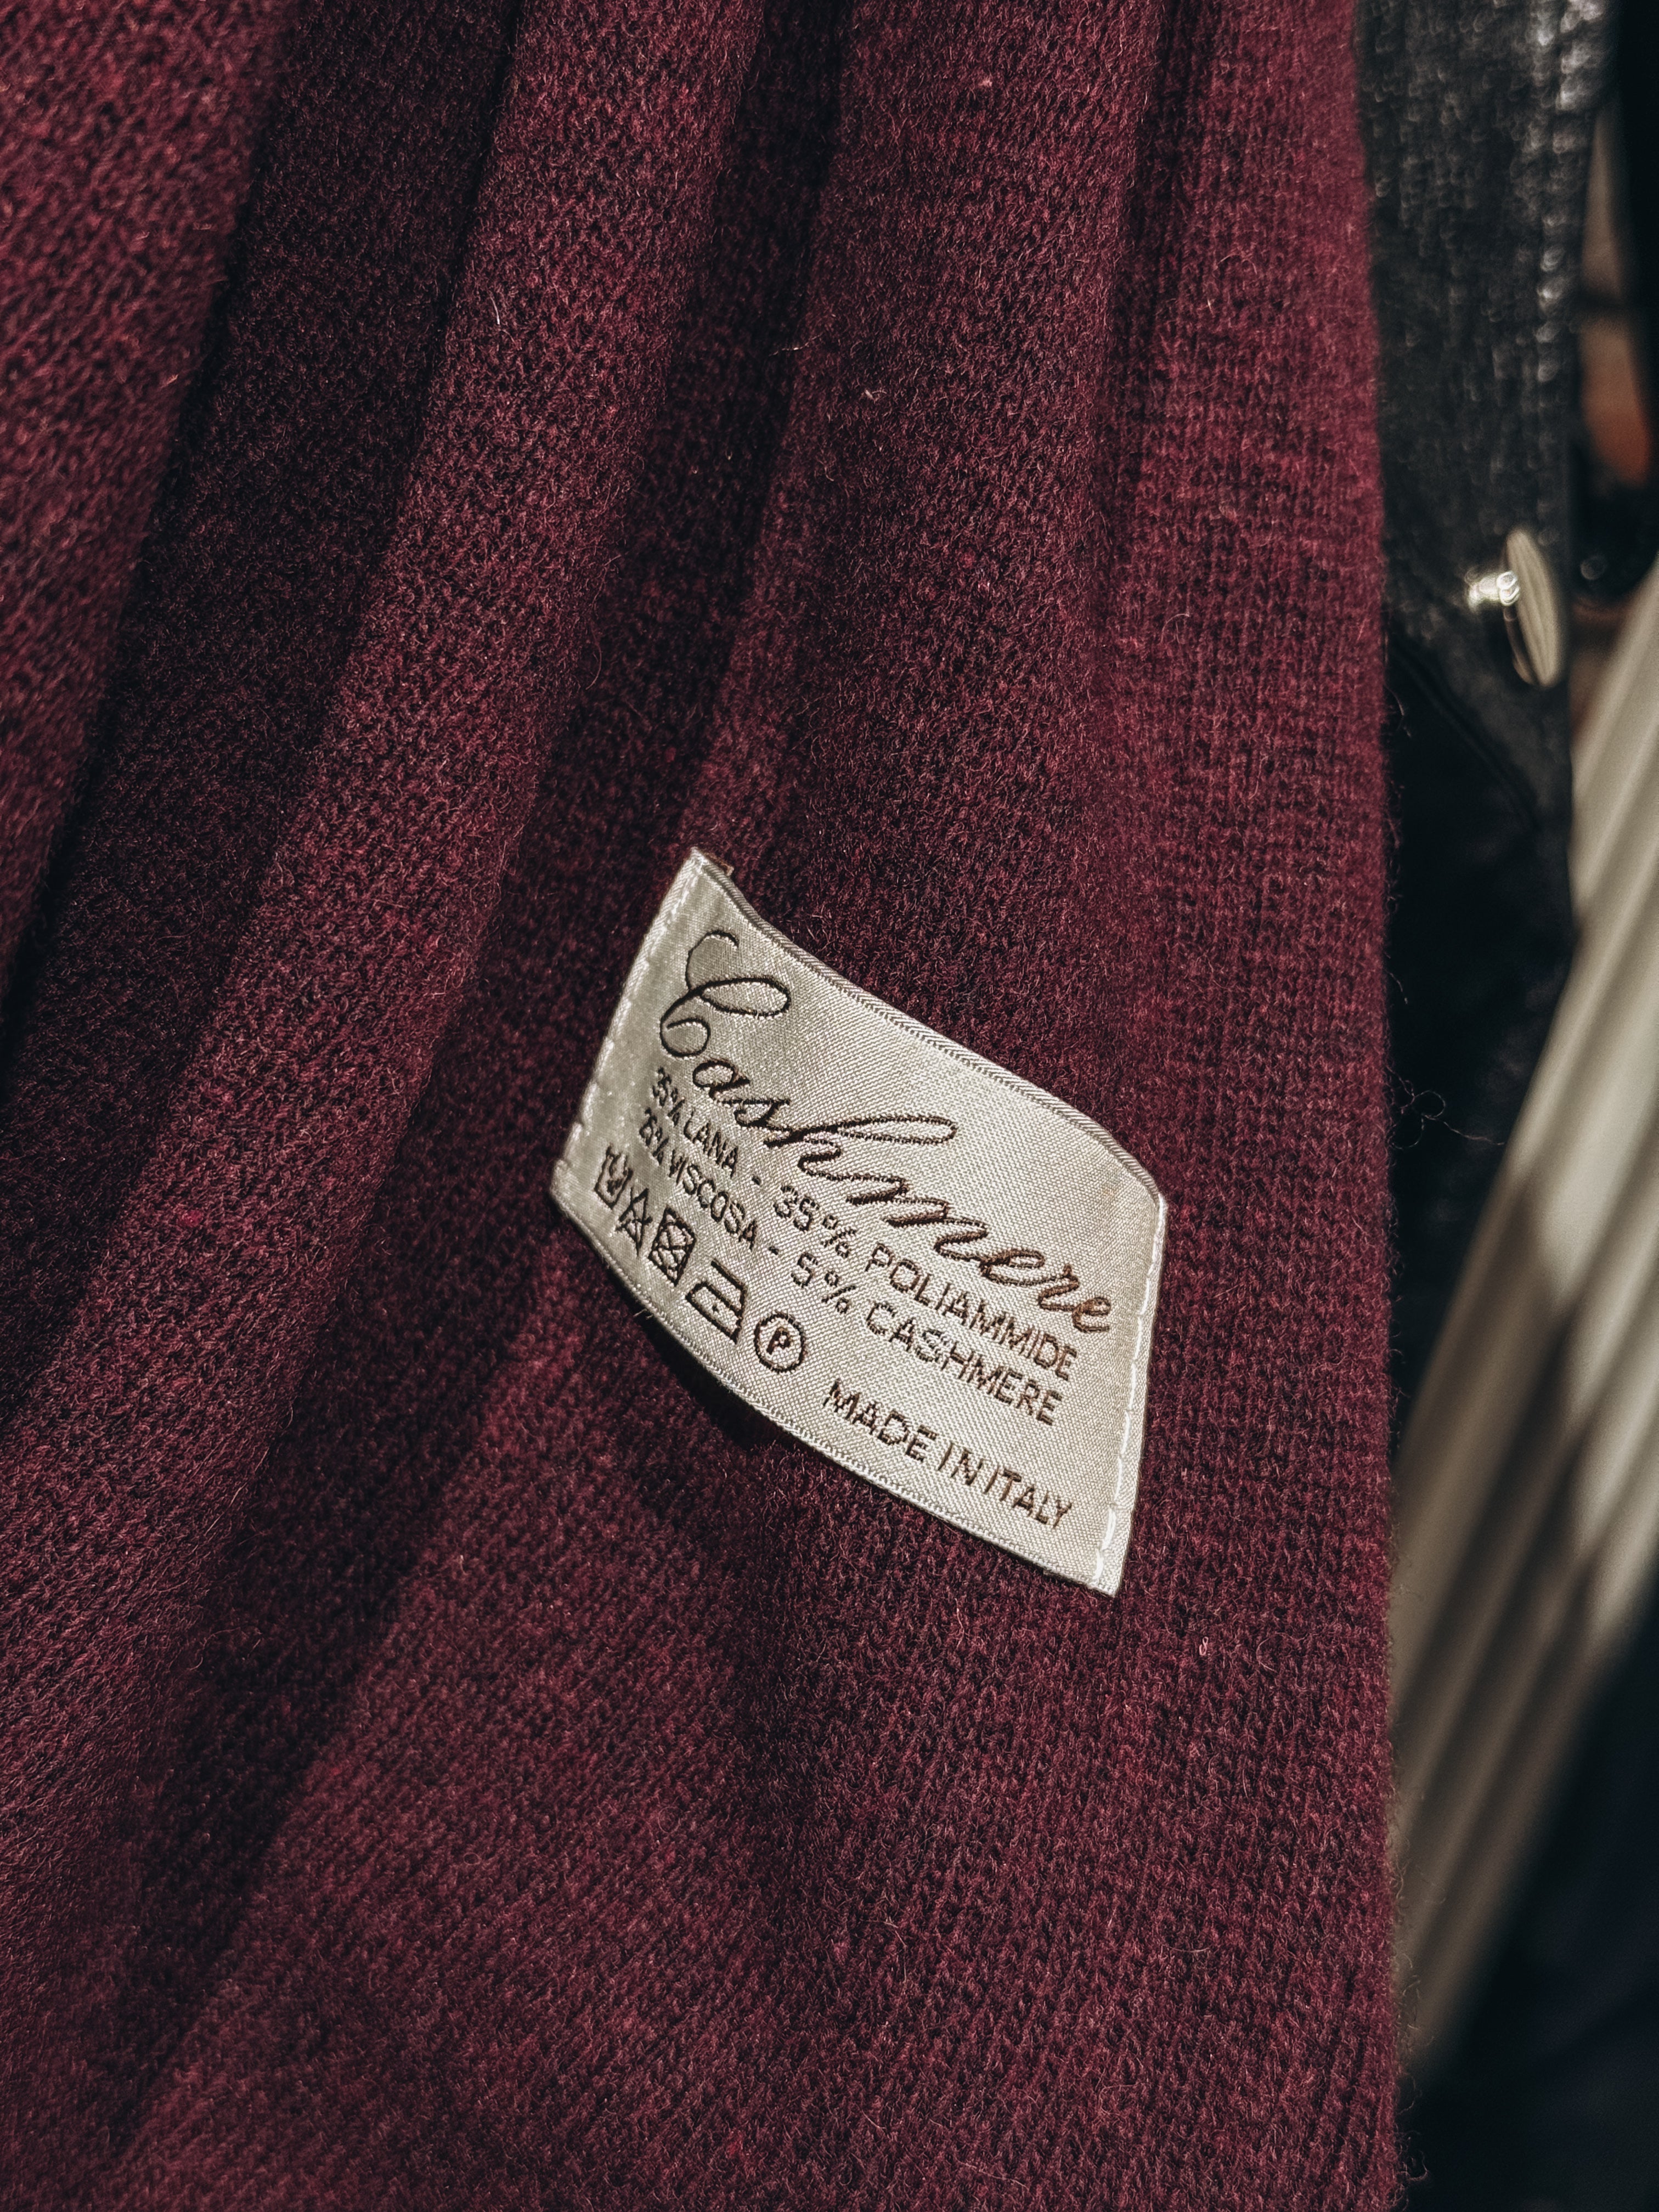 Cashmere
35% LANA - 35% POLIAMMIDE
25% VISCOSA - 5% CASHMERE
P
MADE IN ITALY